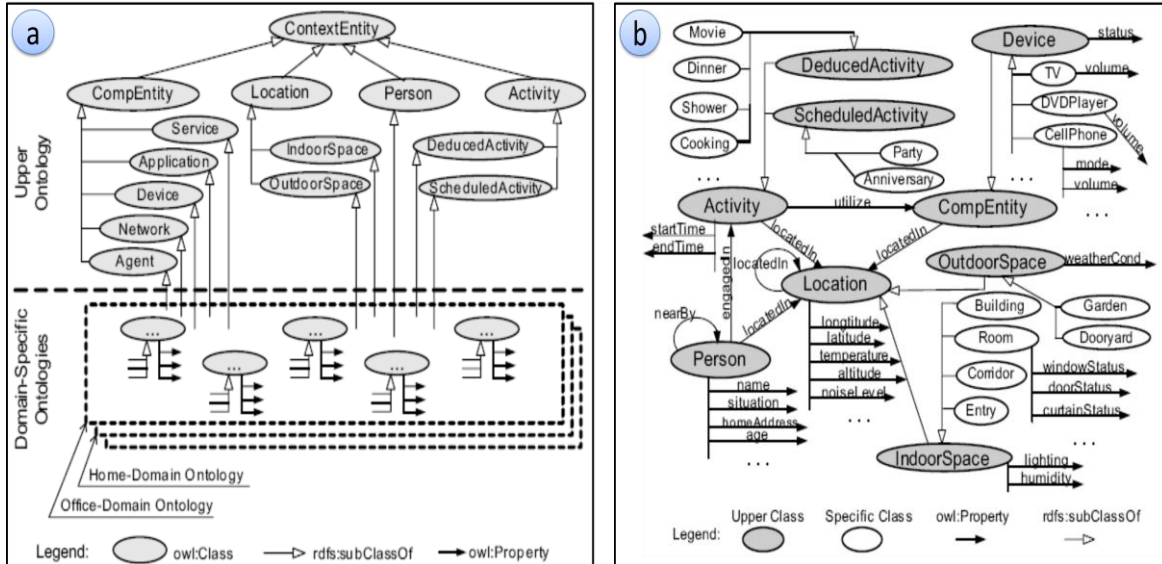 a
ContextEntity
CompEntity
Location
Person
Activity
Service
Application
Device
Network
Agent
IndoorSpace
OutdoorSpace
DeducedActivity
ScheduledActivity
Upper
Ontology
Domain-Specific
Ontologies
...
...
...
...
...
Home-Domain Ontology
Office-Domain Ontology
Legend: owl:Class rdfs:subClassOf owl:Property
b
Movie
Dinner
Shower
Cooking
...
DeducedActivity
ScheduledActivity
Party
Anniversary
...
Device
status
TV
volume
DVDPlayer
volume
CellPhone
mode
volume
...
Activity
utilize
CompEntity
startTime
endTime
engagedIn
locatedIn
locatedIn
locatedIn
locatedIn
Location
nearBy
Person
name
situation
homeAddress
age
...
longtitude
latitude
temperature
altitude
noiseLevel
...
OutdoorSpace
weatherCond
Building
Room
Corridor
Entry
Garden
Dooryard
windowStatus
doorStatus
curtainStatus
...
IndoorSpace
lighting
humidity
Legend:
Upper Class
Specific Class
owl:Property
rdfs:subClassOf